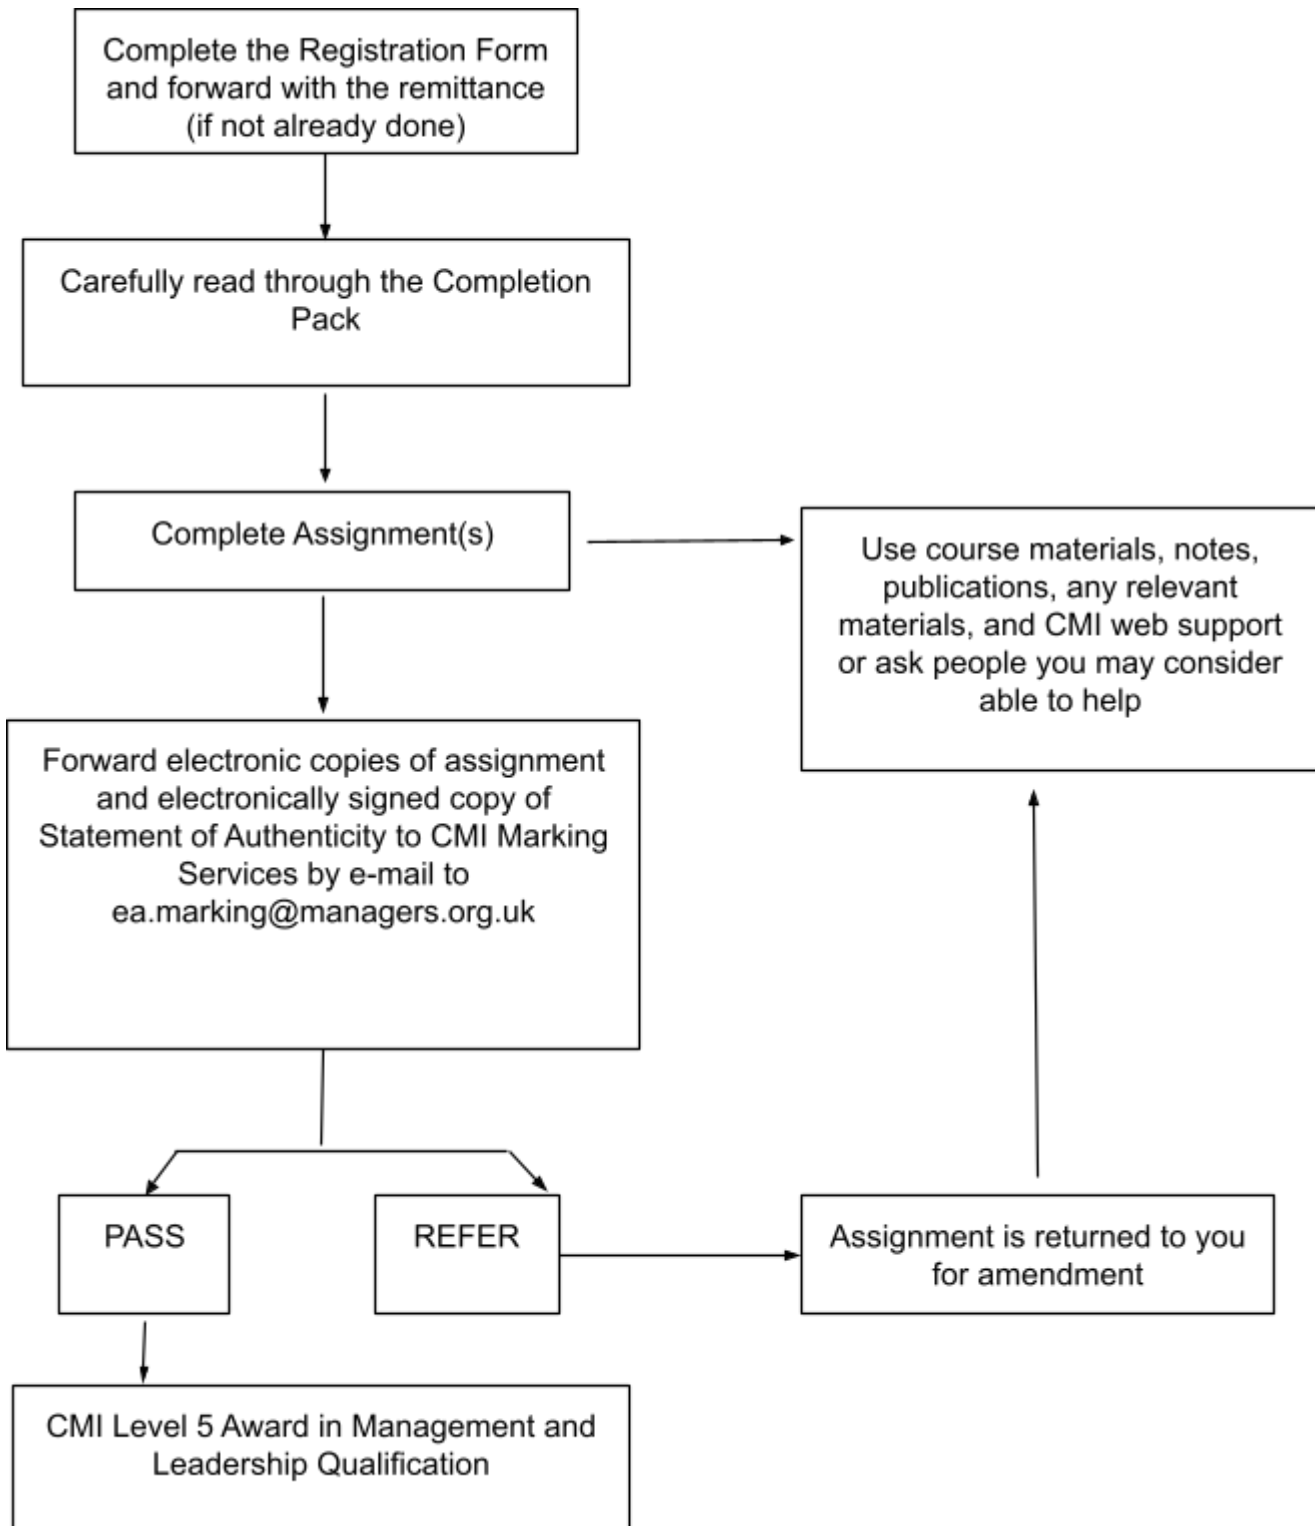 Complete the Registration Form
and forward with the remittance
(if not already done)
Carefully read through the Completion
Pack
Complete Assignment(s)
Use course materials, notes,
publications, any relevant
materials, and CMI web support
or ask people you may consider
able to help
Forward electronic copies of assignment
and electronically signed copy of
Statement of Authenticity to CMI Marking
Services by e-mail to
ea.marking@managers.org.uk
PASS
REFER
Assignment is returned to you
for amendment
CMI Level 5 Award in Management and
Leadership Qualification